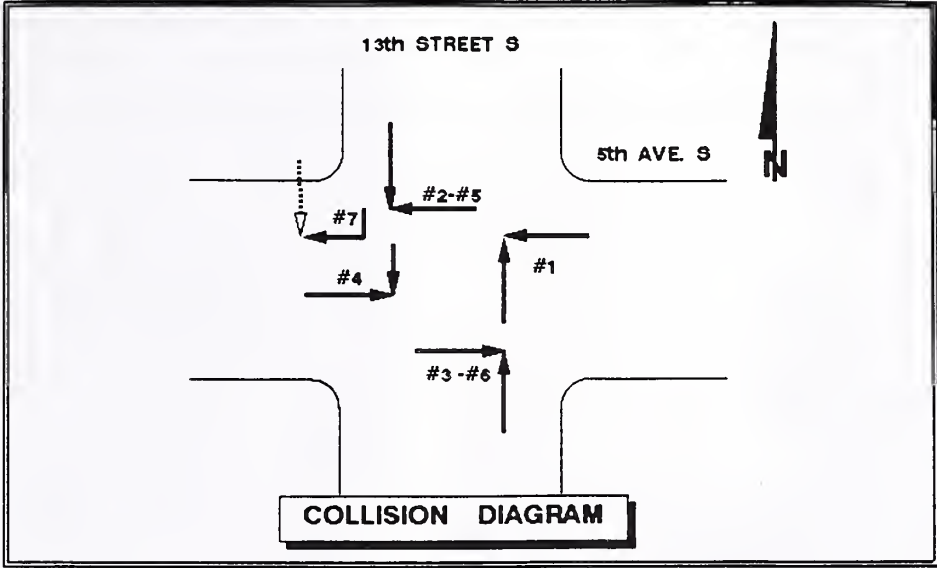 13th STREET S
5th AVE. S
N
#2-#5
#7
#1
#4
#3 -#6
COLLISION DIAGRAM